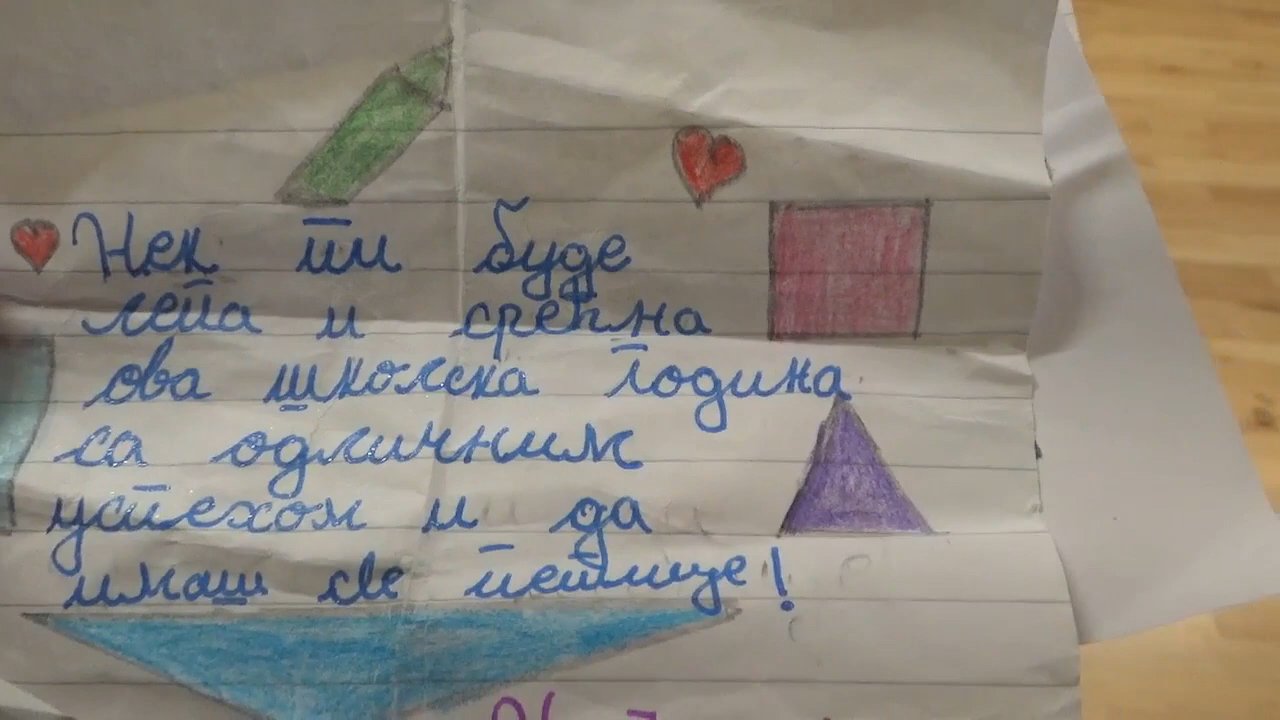 Нек ти буде
лепа и срећна
ова школска година
са одличним
успехом и да
имаш све петице!